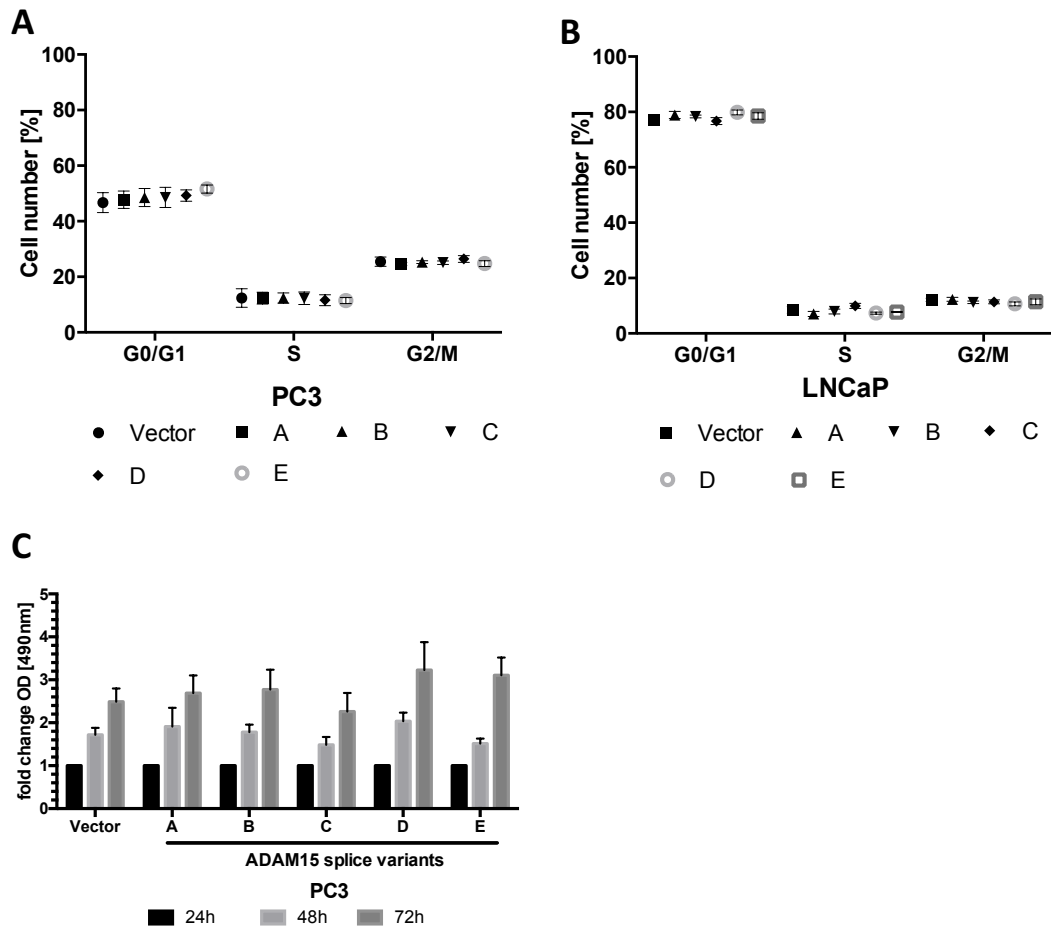 A
Cell number [%]
100
80
60
40
20
0
G0/G1 S G2/M
PC3
Vector A B C
D E
B
Cell number [%]
100
80
60
40
20
0
G0/G1 S G2/M
LNCaP
Vector A B C
D E
C
fold change OD [490nm]
5
4
3
2
1
0
Vector A B C D E
ADAM15 splice variants
PC3
24h 48h 72h